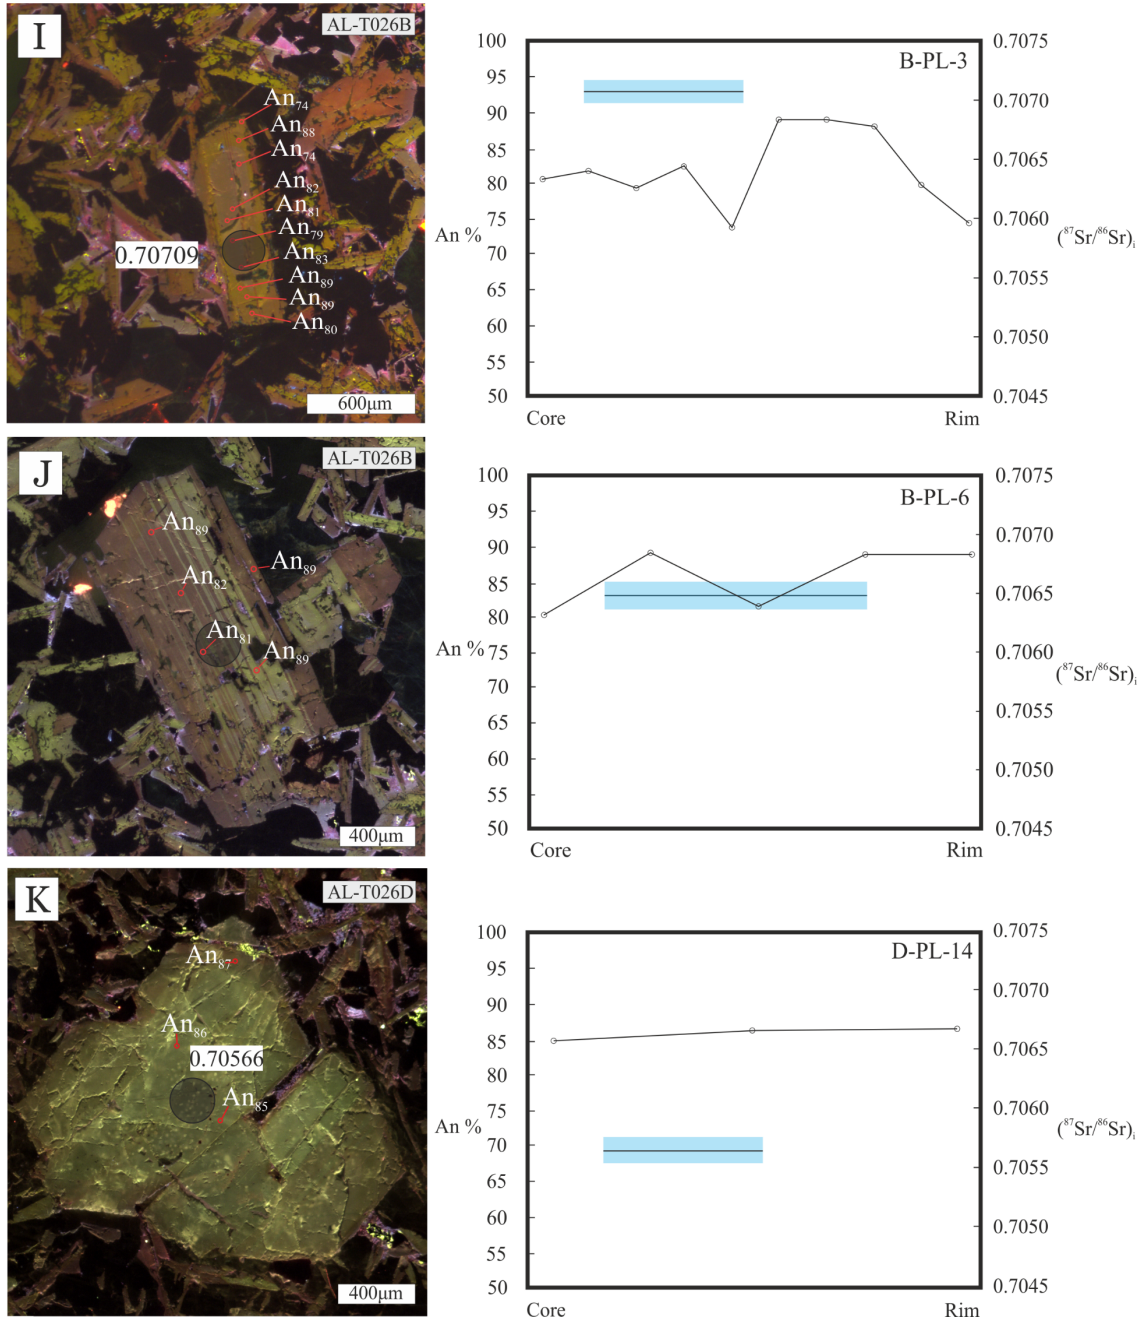 I
AL-T026B
An74
An88
An74
An82
An81
An79
An83
An89
An89
An80
0.70709
600μm
B-PL-3
100
95
90
85
80
75
70
65
60
55
50
An %
0.7075
0.7070
0.7065
0.7060
0.7055
0.7050
0.7045
(87Sr/86Sr)i
Core Rim
J
AL-T026B
An89
An89
An82
An81
An89
400μm
B-PL-6
100
95
90
85
80
75
70
65
60
55
50
An %
0.7075
0.7070
0.7065
0.7060
0.7055
0.7050
0.7045
(87Sr/86Sr)i
Core Rim
K
AL-T026D
An87
An86
0.70566
An85
400μm
D-PL-14
100
95
90
85
80
75
70
65
60
55
50
An %
0.7075
0.7070
0.7065
0.7060
0.7055
0.7050
0.7045
(87Sr/86Sr)i
Core Rim